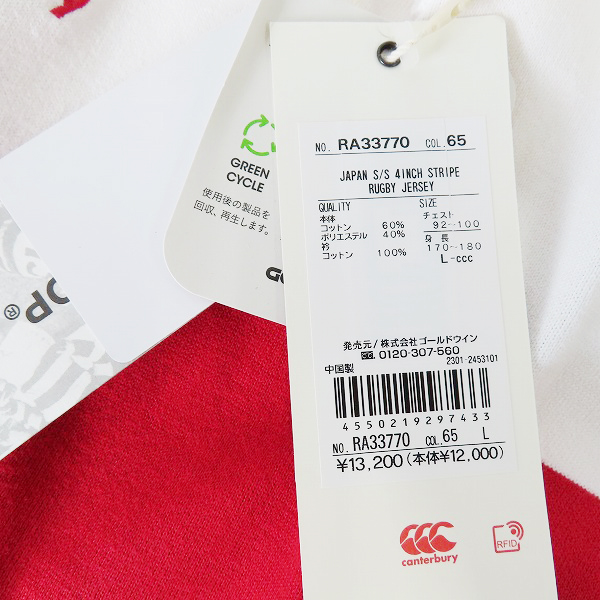 NO. RA33770 COL. 65
JAPAN S/S 4INCH STRIPE
RUGBY JERSEY
QUALITY SIZE
本体 チェスト
コットン 60% 92--100
ポリエステル 40% 身長
衿 170--180
コットン 100% L-ccc
発売元/株式会社ゴールドウイン
0120-307-560
2301-2453101
中国製
4550219297433
NO. RA33770 COL. 65 L
¥13,200(本体¥12,000)
CCC
canterbury
RFID
GREEN
CYCLE
使用後の製品を
回収、再生します。
OP®